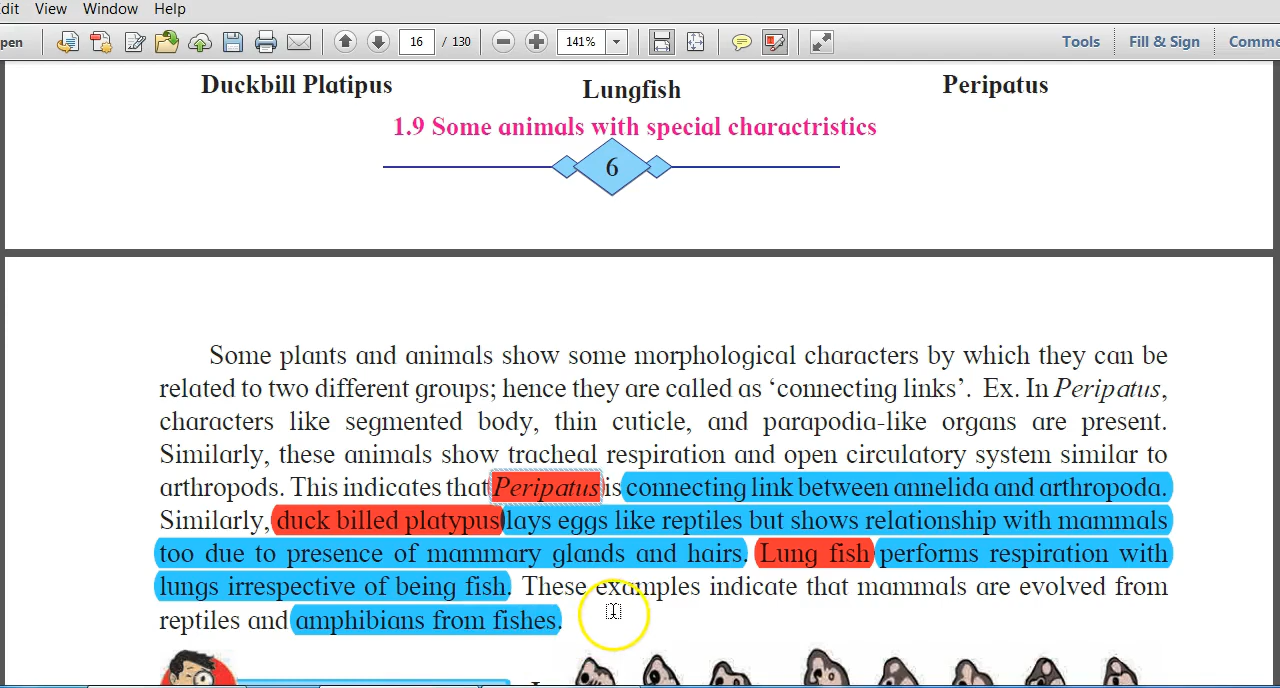 dit View Window Help
pen 16 / 130 141% Tools Fill & Sign Comme
Duckbill Platipus Lungfish Peripatus
1.9 Some animals with special charactristics
6
Some plants and animals show some morphological characters by which they can be
related to two different groups; hence they are called as ‘connecting links’. Ex. In Peripatus,
characters like segmented body, thin cuticle, and parapodia-like organs are present.
Similarly, these animals show tracheal respiration and open circulatory system similar to
arthropods. This indicates that Peripatus is connecting link between annelida and arthropoda.
Similarly, duck billed platypus lays eggs like reptiles but shows relationship with mammals
too due to presence of mammary glands and hairs. Lung fish performs respiration with
lungs irrespective of being fish. These examples indicate that mammals are evolved from
reptiles and amphibians from fishes.